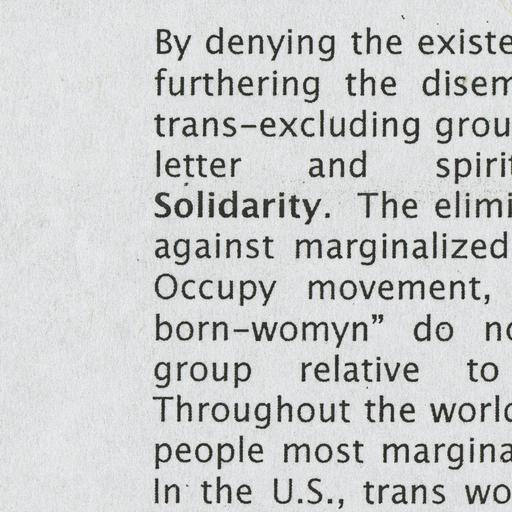 By denying the existe
furthering the disem
trans-excluding grou
letter and spirit
Solidarity. The elimi
against marginalized
Occupy movement,
born-womyn” do no
group relative to
Throughout the world
people most margina
In the U.S., trans wo